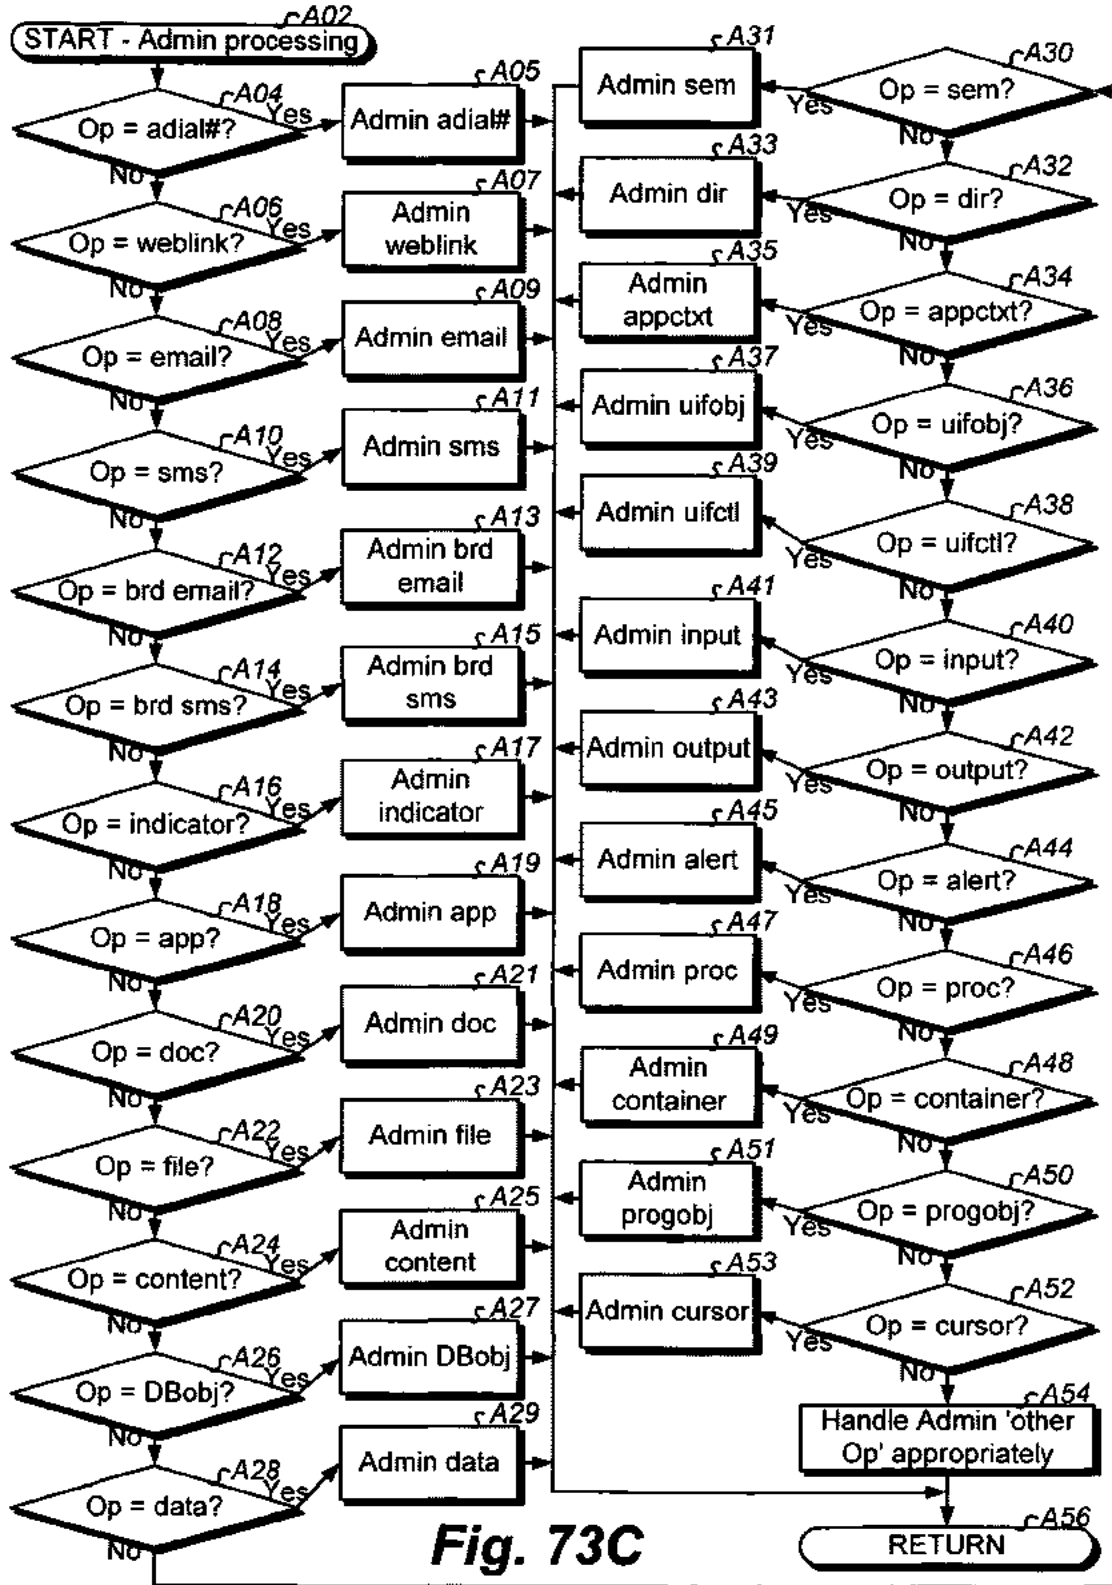 A02
START - Admin processing
A04
Op = adial#?
Yes
No
A05
Admin adial#
A06
Op = weblink?
Yes
No
A07
Admin
weblink
A08
Op = email?
Yes
No
A09
Admin email
A10
Op = sms?
Yes
No
A11
Admin sms
A12
Op = brd email?
Yes
No
A13
Admin brd
email
A14
Op = brd sms?
Yes
No
A15
Admin brd
sms
A16
Op = indicator?
Yes
No
A17
Admin
indicator
A18
Op = app?
Yes
No
A19
Admin app
A20
Op = doc?
Yes
No
A21
Admin doc
A22
Op = file?
Yes
No
A23
Admin file
A24
Op = content?
Yes
No
A25
Admin
content
A26
Op = DBobj?
Yes
No
A27
Admin DBobj
A28
Op = data?
Yes
No
A29
Admin data
A30
Op = sem?
Yes
No
A31
Admin sem
A32
Op = dir?
Yes
No
A33
Admin dir
A34
Op = appctxt?
Yes
No
A35
Admin
appctxt
A36
Op = uifobj?
Yes
No
A37
Admin uifobj
A38
Op = uifctl?
Yes
No
A39
Admin uifctl
A40
Op = input?
Yes
No
A41
Admin input
A42
Op = output?
Yes
No
A43
Admin output
A44
Op = alert?
Yes
No
A45
Admin alert
A46
Op = proc?
Yes
No
A47
Admin proc
A48
Op = container?
Yes
No
A49
Admin
container
A50
Op = progobj?
Yes
No
A51
Admin
progobj
A52
Op = cursor?
Yes
No
A53
Admin cursor
A54
Handle Admin 'other
Op' appropriately
A56
RETURN
Fig. 73C